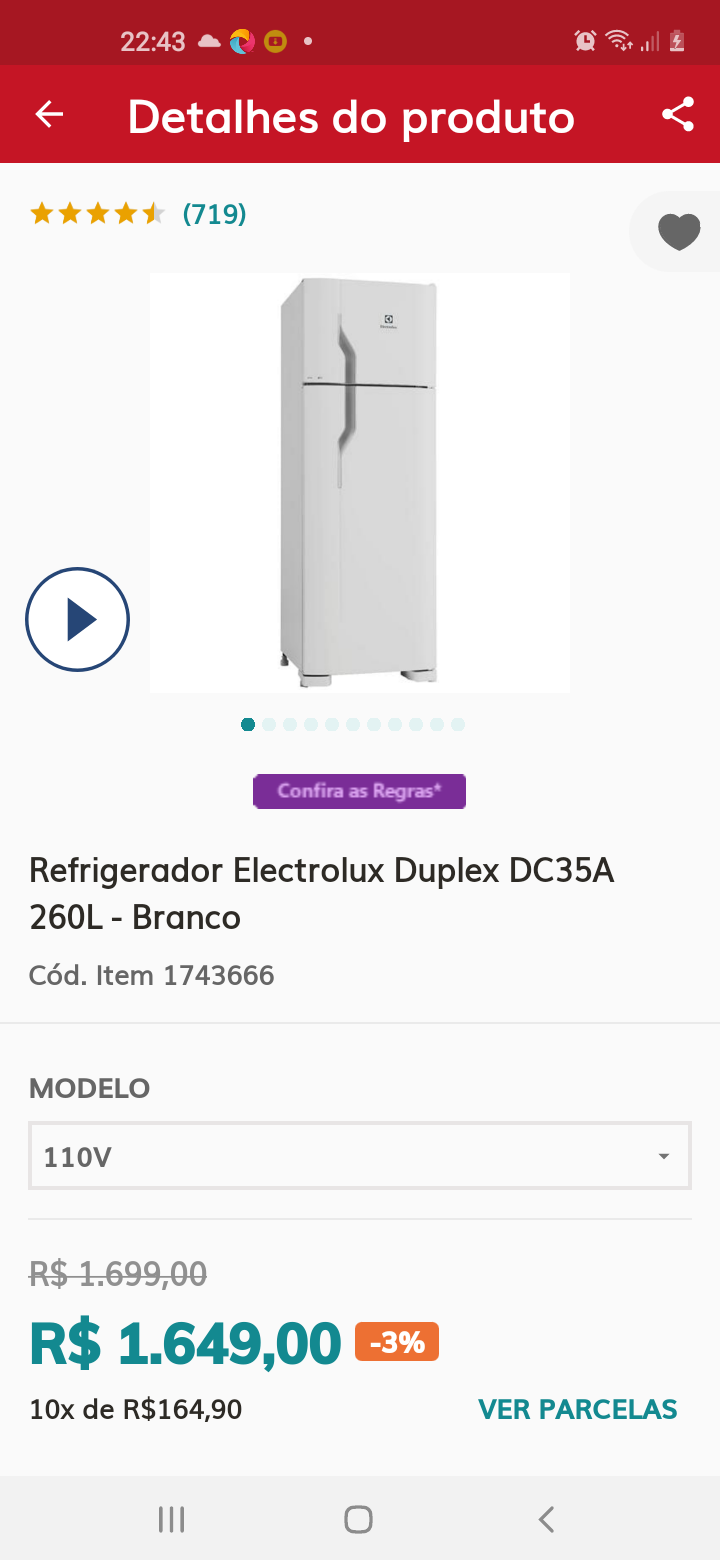 22:43
Detalhes do produto
(719)
Confira as Regras*
Refrigerador Electrolux Duplex DC35A
260L - Branco
Cód. Item 1743666
MODELO
110V
R$ 1.699,00
R$ 1.649,00 -3%
10x de R$164,90 VER PARCELAS